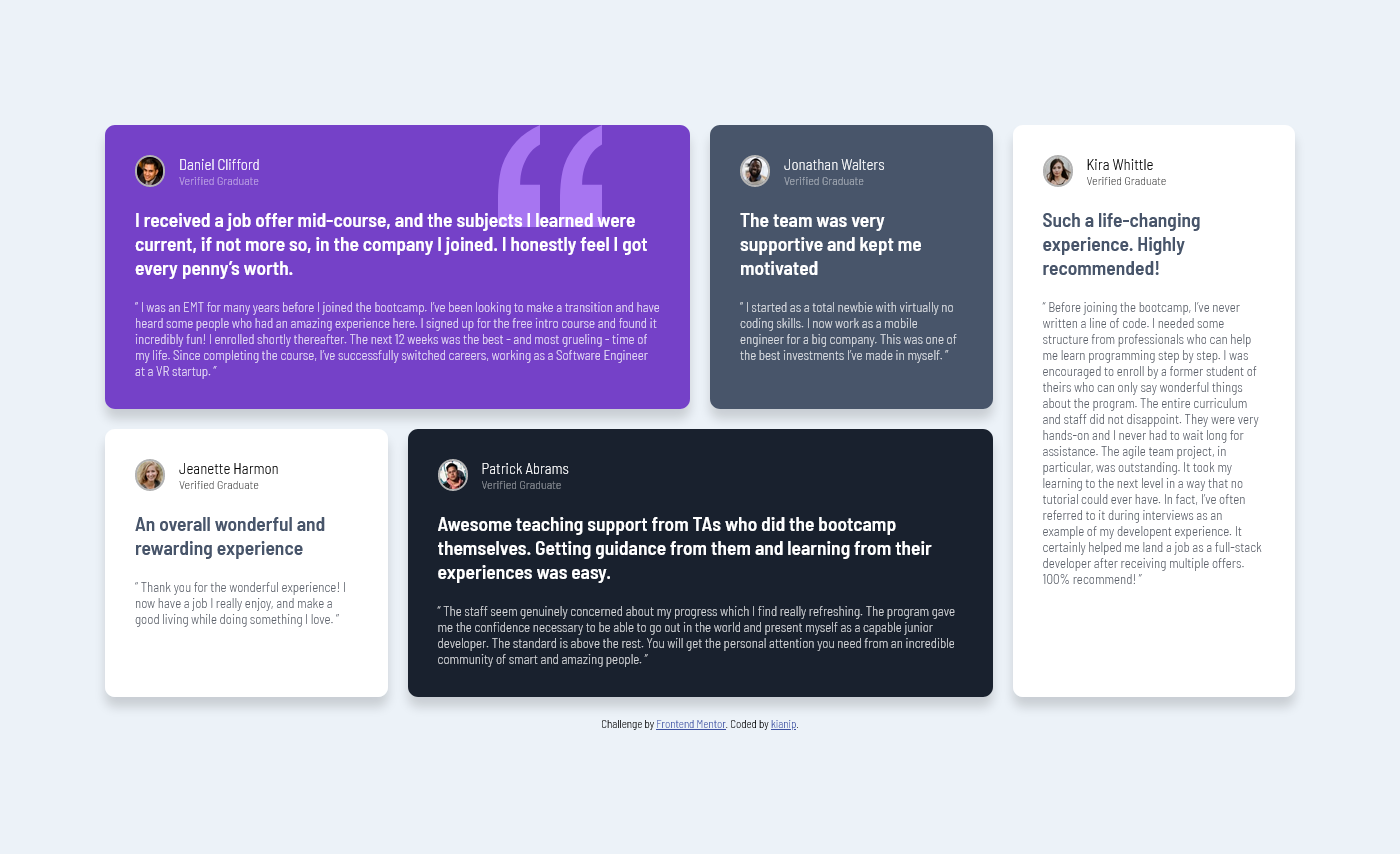 Daniel Clifford
Verified Graduate
I received a job offer mid-course, and the subjects I learned were
current, if not more so, in the company I joined. I honestly feel I got
every penny’s worth.
“ I was an EMT for many years before I joined the bootcamp. I’ve been looking to make a transition and have
heard some people who had an amazing experience here. I signed up for the free intro course and found it
incredibly fun! I enrolled shortly thereafter. The next 12 weeks was the best - and most grueling - time of
my life. Since completing the course, I’ve successfully switched careers, working as a Software Engineer
at a VR startup. ”
Jonathan Walters
Verified Graduate
The team was very
supportive and kept me
motivated
“ I started as a total newbie with virtually no
coding skills. I now work as a mobile
engineer for a big company. This was one of
the best investments I’ve made in myself. ”
Kira Whittle
Verified Graduate
Such a life-changing
experience. Highly
recommended!
“ Before joining the bootcamp, I’ve never
written a line of code. I needed some
structure from professionals who can help
me learn programming step by step. I was
encouraged to enroll by a former student of
theirs who can only say wonderful things
about the program. The entire curriculum
and staff did not disappoint. They were very
hands-on and I never had to wait long for
assistance. The agile team project, in
particular, was outstanding. It took my
learning to the next level in a way that no
tutorial could ever have. In fact, I’ve often
referred to it during interviews as an
example of my developent experience. It
certainly helped me land a job as a full-stack
developer after receiving multiple offers.
100% recommend! ”
Jeanette Harmon
Verified Graduate
An overall wonderful and
rewarding experience
“ Thank you for the wonderful experience! I
now have a job I really enjoy, and make a
good living while doing something I love. ”
Patrick Abrams
Verified Graduate
Awesome teaching support from TAs who did the bootcamp
themselves. Getting guidance from them and learning from their
experiences was easy.
“ The staff seem genuinely concerned about my progress which I find really refreshing. The program gave
me the confidence necessary to be able to go out in the world and present myself as a capable junior
developer. The standard is above the rest. You will get the personal attention you need from an incredible
community of smart and amazing people. ”
Challenge by Frontend Mentor. Coded by kianip.